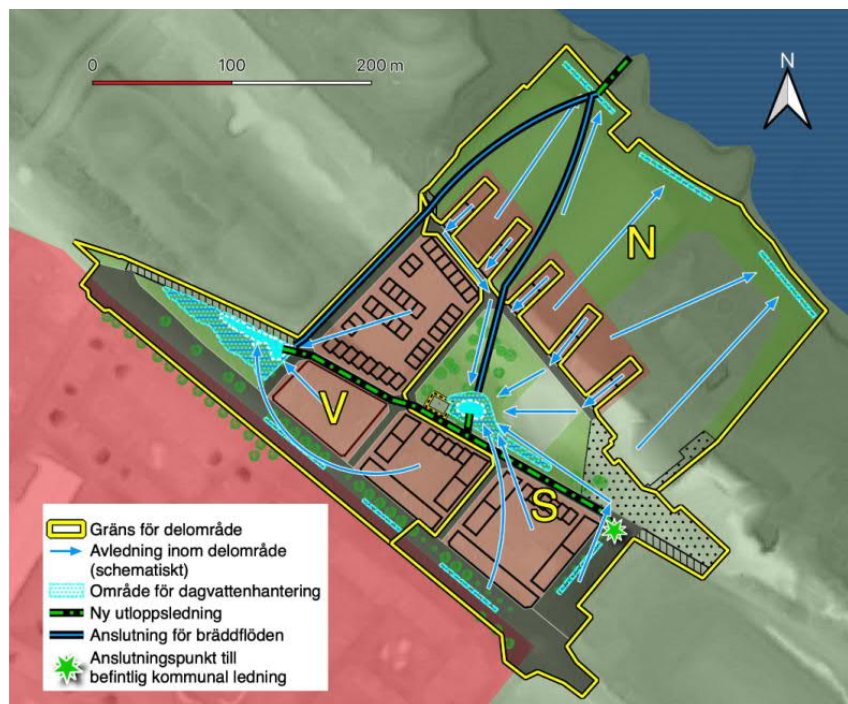 0 100 200 m
N
N
V
S
Gräns för delområde
Avledning inom delområde
(schematiskt)
Område för dagvattenhantering
Ny utloppsledning
Anslutning för bräddflöden
Anslutningspunkt till
befintlig kommunal ledning